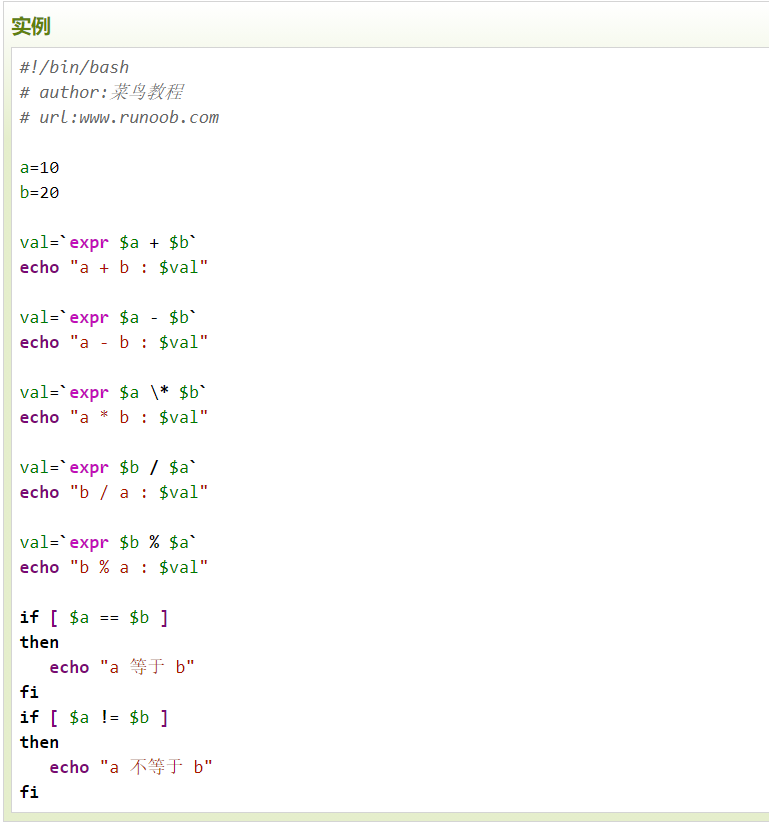 实例
#!/bin/bash
# author:菜鸟教程
# url:www.runoob.com
a=10
b=20
val=`expr $a + $b`
echo "a + b : $val"
val=`expr $a - $b`
echo "a - b : $val"
val=`expr $a \* $b`
echo "a * b : $val"
val=`expr $b / $a`
echo "b / a : $val"
val=`expr $b % $a`
echo "b % a : $val"
if [ $a == $b ]
then
   echo "a 等于 b"
fi
if [ $a != $b ]
then
   echo "a 不等于 b"
fi